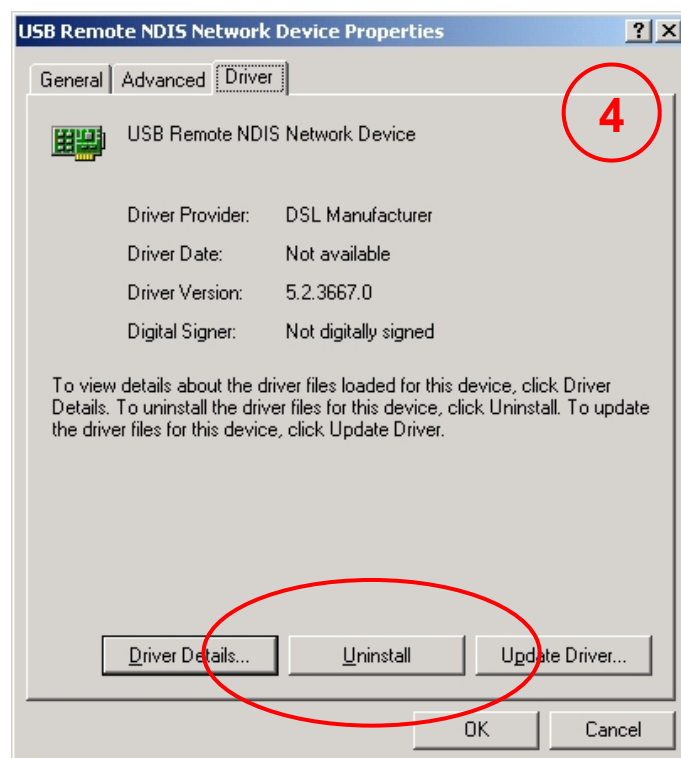 USB Remote NDIS Network Device Properties
General Advanced Driver
4
USB Remote NDIS Network Device
Driver Provider: DSL Manufacturer
Driver Date: Not available
Driver Version: 5.2.3667.0
Digital Signer: Not digitally signed
To view details about the driver files loaded for this device, click Driver
Details. To uninstall the driver files for this device, click Uninstall. To update
the driver files for this device, click Update Driver.
Driver Details... Uninstall Update Driver...
OK Cancel